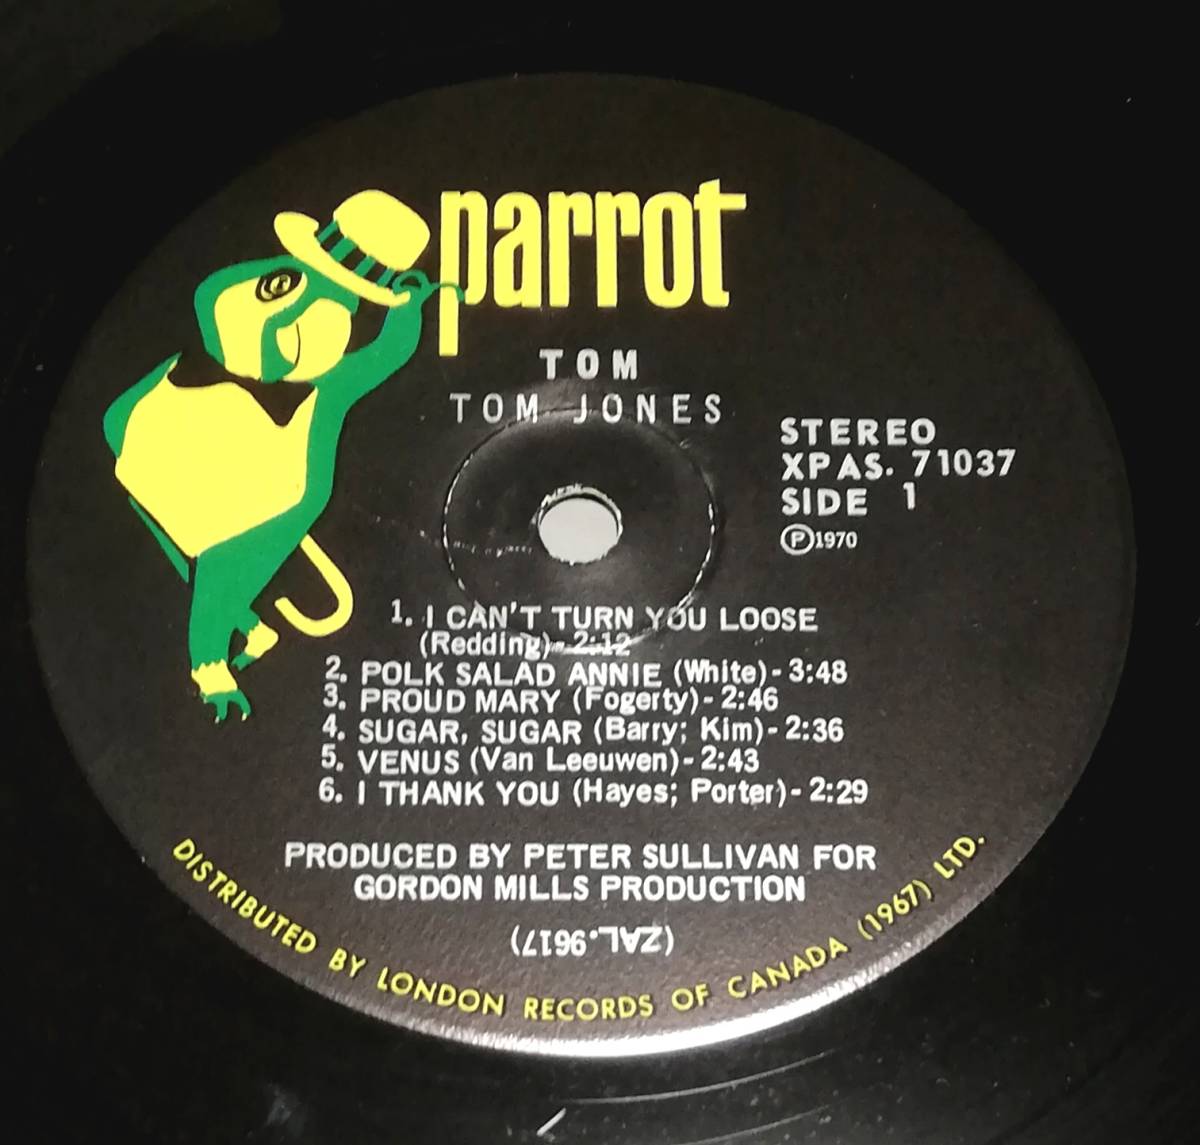 parrot
TOM
TOM JONES
STEREO
XPAS. 71037
SIDE 1
Ⓟ1970
1. I CAN'T TURN YOU LOOSE
(Redding)- 2:12
2. POLK SALAD ANNIE (White)- 3:48
3. PROUD MARY (Fogerty)- 2:46
4. SUGAR, SUGAR (Barry; Kim)- 2:36
5. VENUS (Van Leeuwen)- 2:43
6. I THANK YOU (Hayes; Porter)- 2:29
PRODUCED BY PETER SULLIVAN FOR
GORDON MILLS PRODUCTION
(ZAL.9617)
DISTRIBUTED BY LONDON RECORDS OF CANADA (1967) LTD.